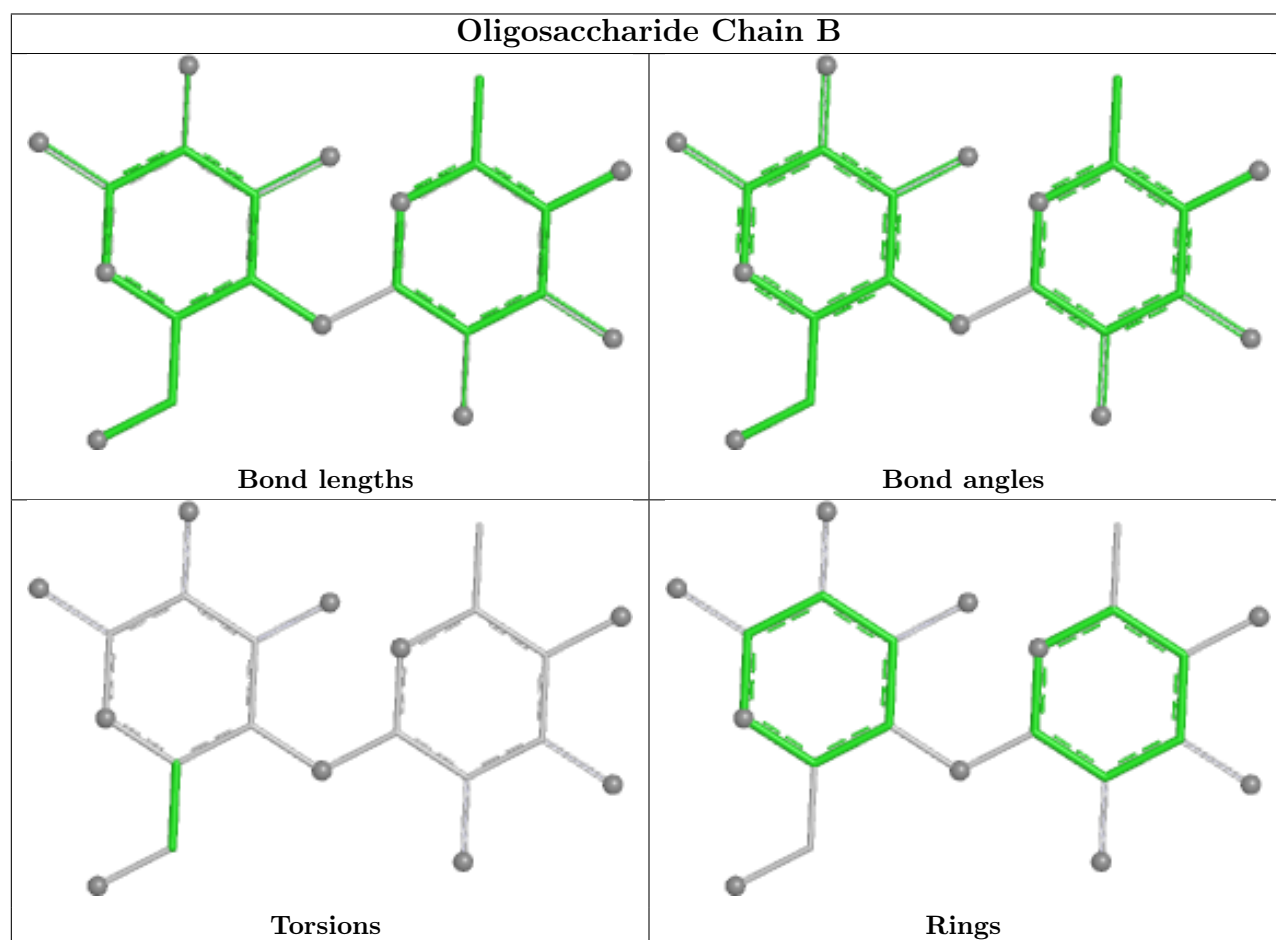 Oligosaccharide Chain B
Bond lengths
Bond angles
Torsions
Rings